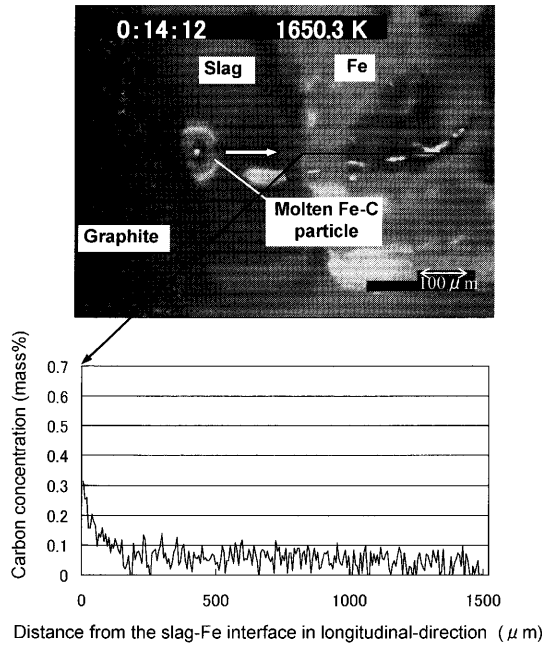 0:14:12 1650.3 K
Slag
Fe
Molten Fe-C
particle
Graphite
100 μm
Carbon concentration (mass%)
0.7
0.6
0.5
0.4
0.3
0.2
0.1
0
0 500 1000 1500
Distance from the slag-Fe interface in longitudinal-direction (μm)